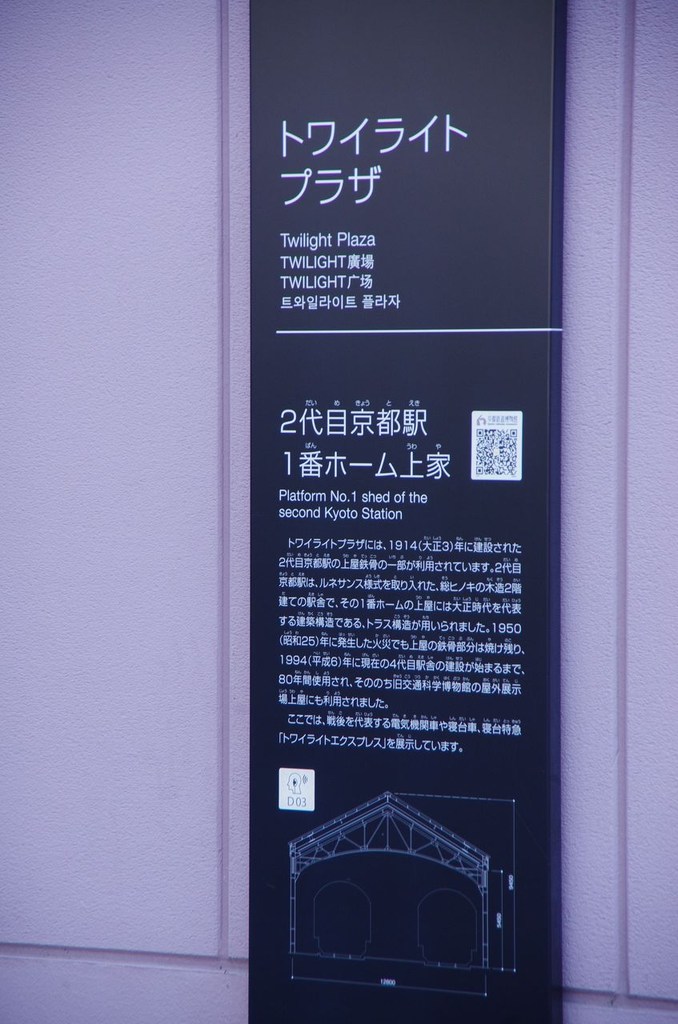 トワイライト
プラザ
Twilight Plaza
TWILIGHT廣場
TWILIGHT广场
트와일라이트 플라자
2代目京都駅
1番ホーム上家
Platform No.1 shed of the
second Kyoto Station
トワイライトプラザには、1914(大正3)年に建設された
2代目京都駅の上屋鉄骨の一部が利用されています。2代目
京都駅は、ルネサンス様式を取り入れた、総ヒノキの木造2階
建ての駅舎で、その1番ホームの上屋には大正時代を代表
する建築構造である、トラス構造が用いられました。1950
(昭和25)年に発生した火災でも上屋の鉄骨部分は焼け残り、
1994(平成6)年に現在の4代目駅舎の建設が始まるまで、
80年間使用され、そののち旧交通科学博物館の屋外展示
場上屋にも利用されました。
ここでは、戦後を代表する電気機関車や寝台車、寝台特急
「トワイライトエクスプレス」を展示しています。
D03
9450
5450
12800